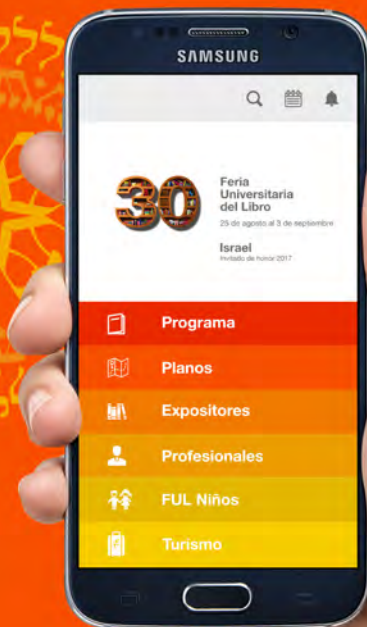 SAMSUNG
30
Feria
Universitaria
del Libro
25 de agosto al 3 de septiembre
Israel
Invitado de honor 2017
Programa
Planos
Expositores
Profesionales
FUL Niños
Turismo